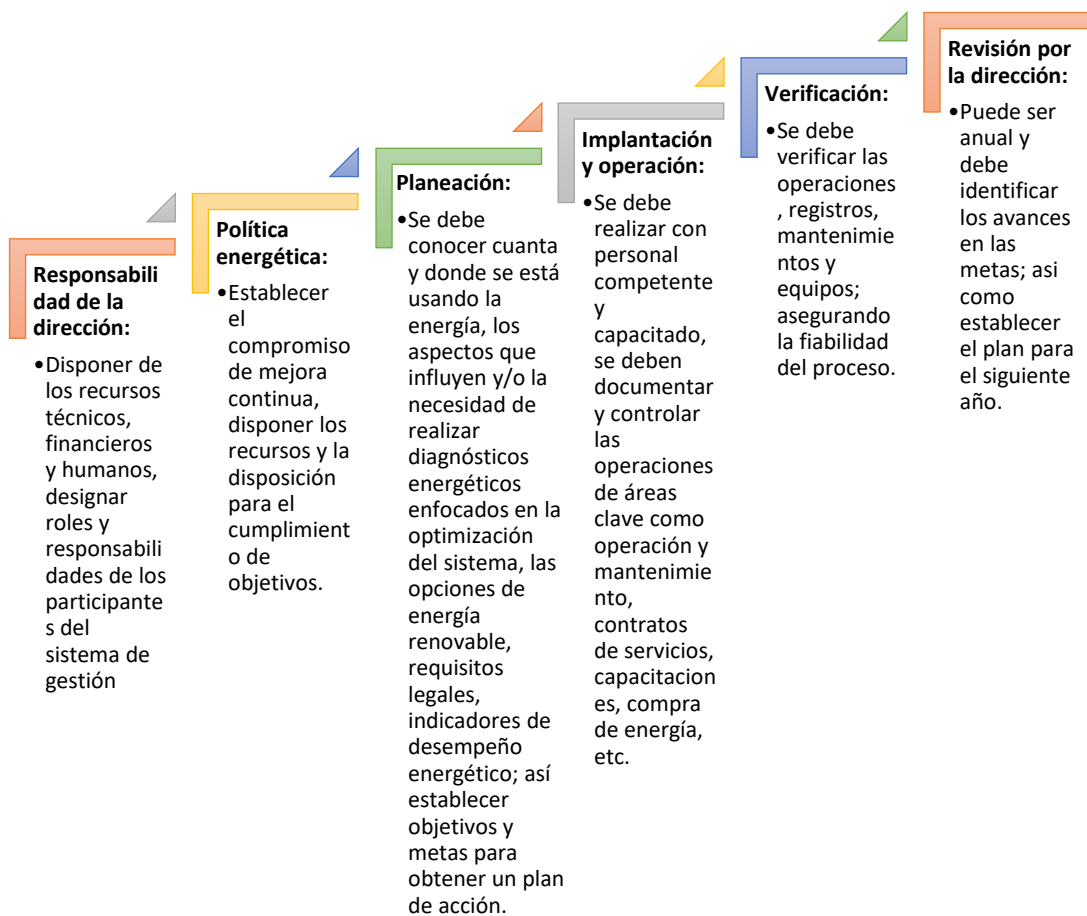 Responsabili
dad de la
dirección:
•Disponer de
los recursos
técnicos,
financieros
y humanos,
designar
roles y
responsabili
dades de los
participante
s del
sistema de
gestión
Política
energética:
•Establecer
el
compromiso
de mejora
continua,
disponer los
recursos y la
disposición
para el
cumplimient
o de
objetivos.
Planeación:
•Se debe
conocer cuanta
y donde se está
usando la
energía, los
aspectos que
influyen y/o la
necesidad de
realizar
diagnósticos
energéticos
enfocados en la
optimización
del sistema, las
opciones de
energía
renovable,
requisitos
legales,
indicadores de
desempeño
energético; así
establecer
objetivos y
metas para
obtener un plan
de acción.
Implantación
y operación:
•Se debe
realizar con
personal
competente
y
capacitado,
se deben
documentar
y controlar
las
operaciones
de áreas
clave como
operación y
mantenimie
nto,
contratos
de servicios,
capacitacion
es, compra
de energía,
etc.
Verificación:
•Se debe
verificar las
operaciones
, registros,
mantenimie
ntos y
equipos;
asegurando
la fiabilidad
del proceso.
Revisión por
la dirección:
•Puede ser
anual y
debe
identificar
los avances
en las
metas; asi
como
establecer
el plan para
el siguiente
año.